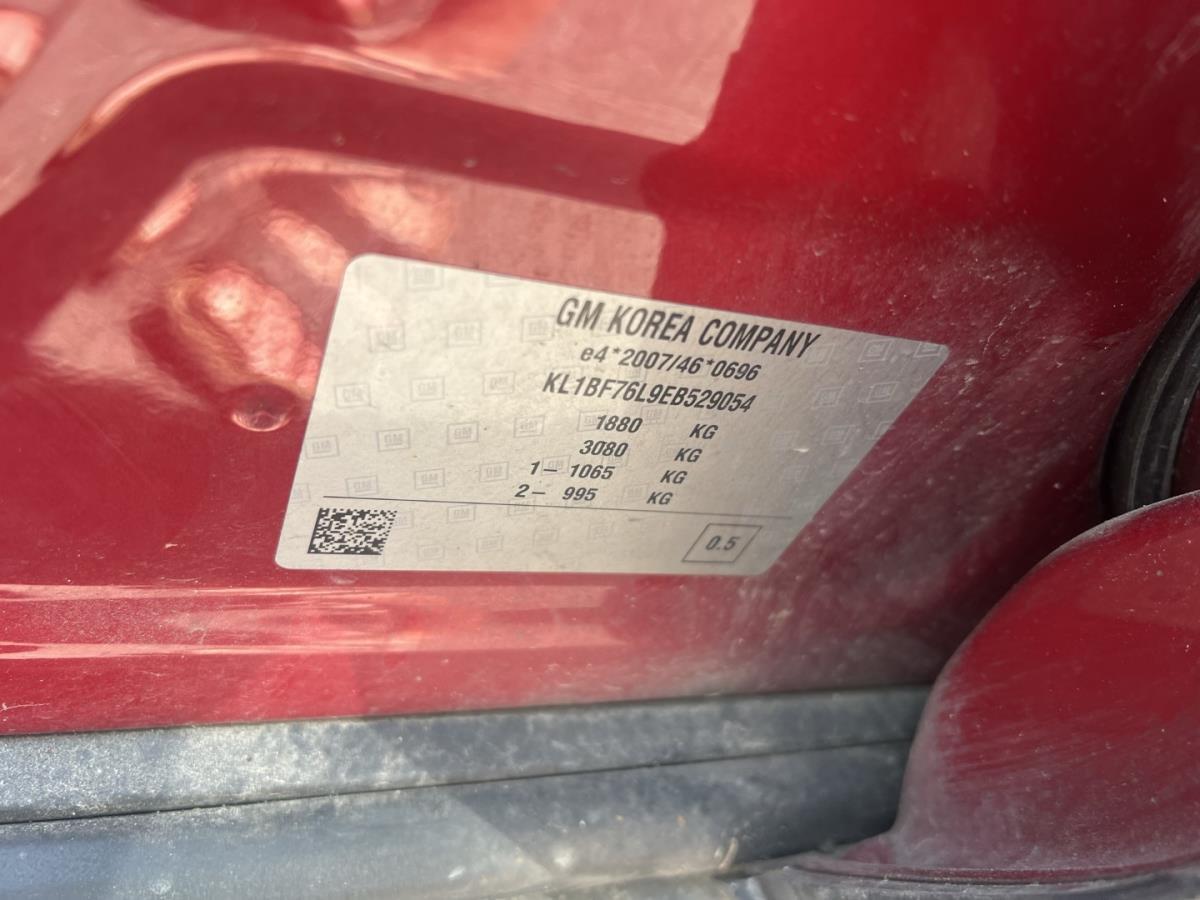 GM KOREA COMPANY
e4*2007/46*0696
KL1BF76L9EB529054
1880 KG
3080 KG
1– 1065 KG
2– 995 KG
0.5